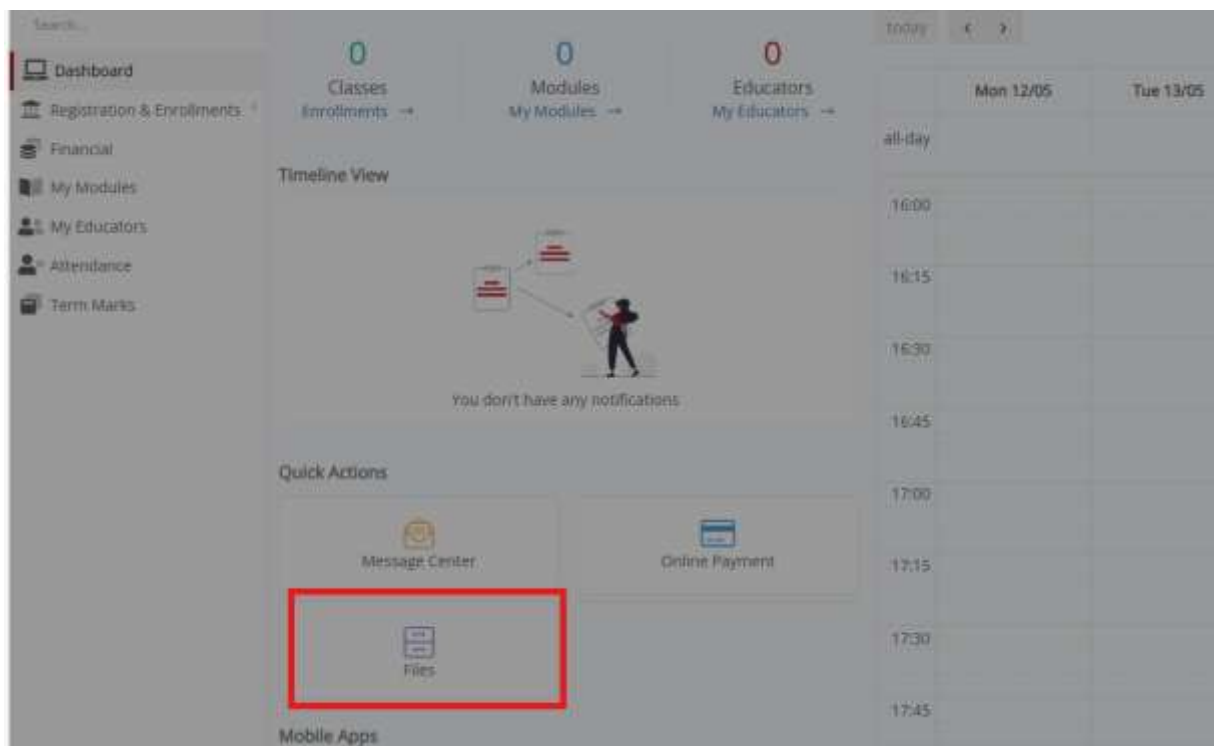 Search...
Dashboard
Registration & Enrollments
Financial
My Modules
My Educators
Attendance
Term Marks
0
Classes
Enrollments →
0
Modules
My Modules →
0
Educators
My Educators →
Timeline View
You don't have any notifications
Quick Actions
Message Center
Online Payment
Files
Mobile Apps
today < >
Mon 12/05 Tue 13/05
all-day
16:00
16:15
16:30
16:45
17:00
17:15
17:30
17:45